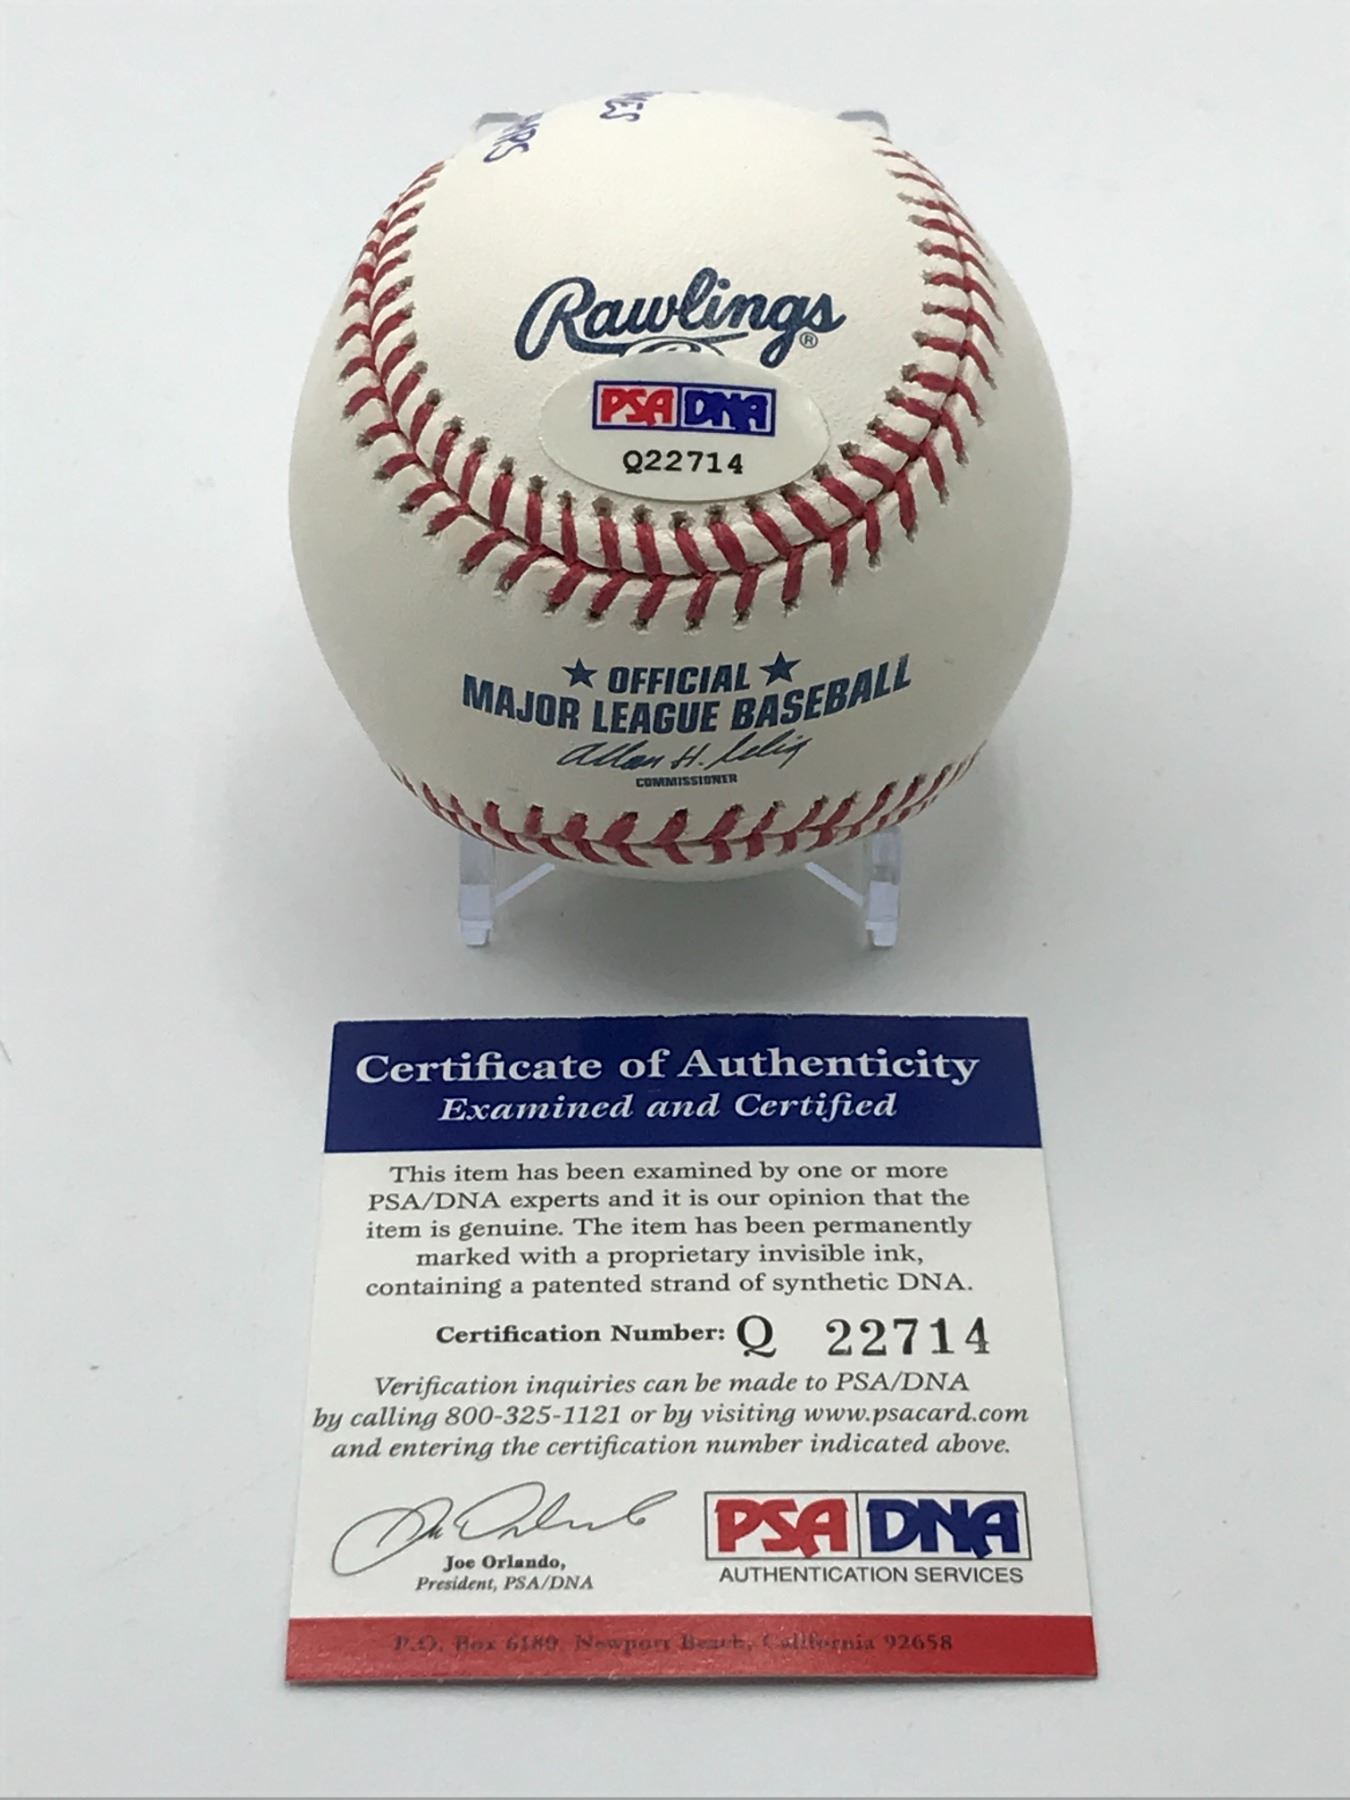 Rawlings®
PSA DNA
Q22714
★ OFFICIAL ★
MAJOR LEAGUE BASEBALL
Allan H. Selig
COMMISSIONER
Certificate of Authenticity
Examined and Certified
This item has been examined by one or more
PSA/DNA experts and it is our opinion that the
item is genuine. The item has been permanently
marked with a proprietary invisible ink,
containing a patented strand of synthetic DNA.
Certification Number: Q 22714
Verification inquiries can be made to PSA/DNA
by calling 800-325-1121 or by visiting www.psacard.com
and entering the certification number indicated above.
Joe Orlando,
President, PSA/DNA
PSA DNA
AUTHENTICATION SERVICES
P.O. Box 6180 Newport Beach, California 92658